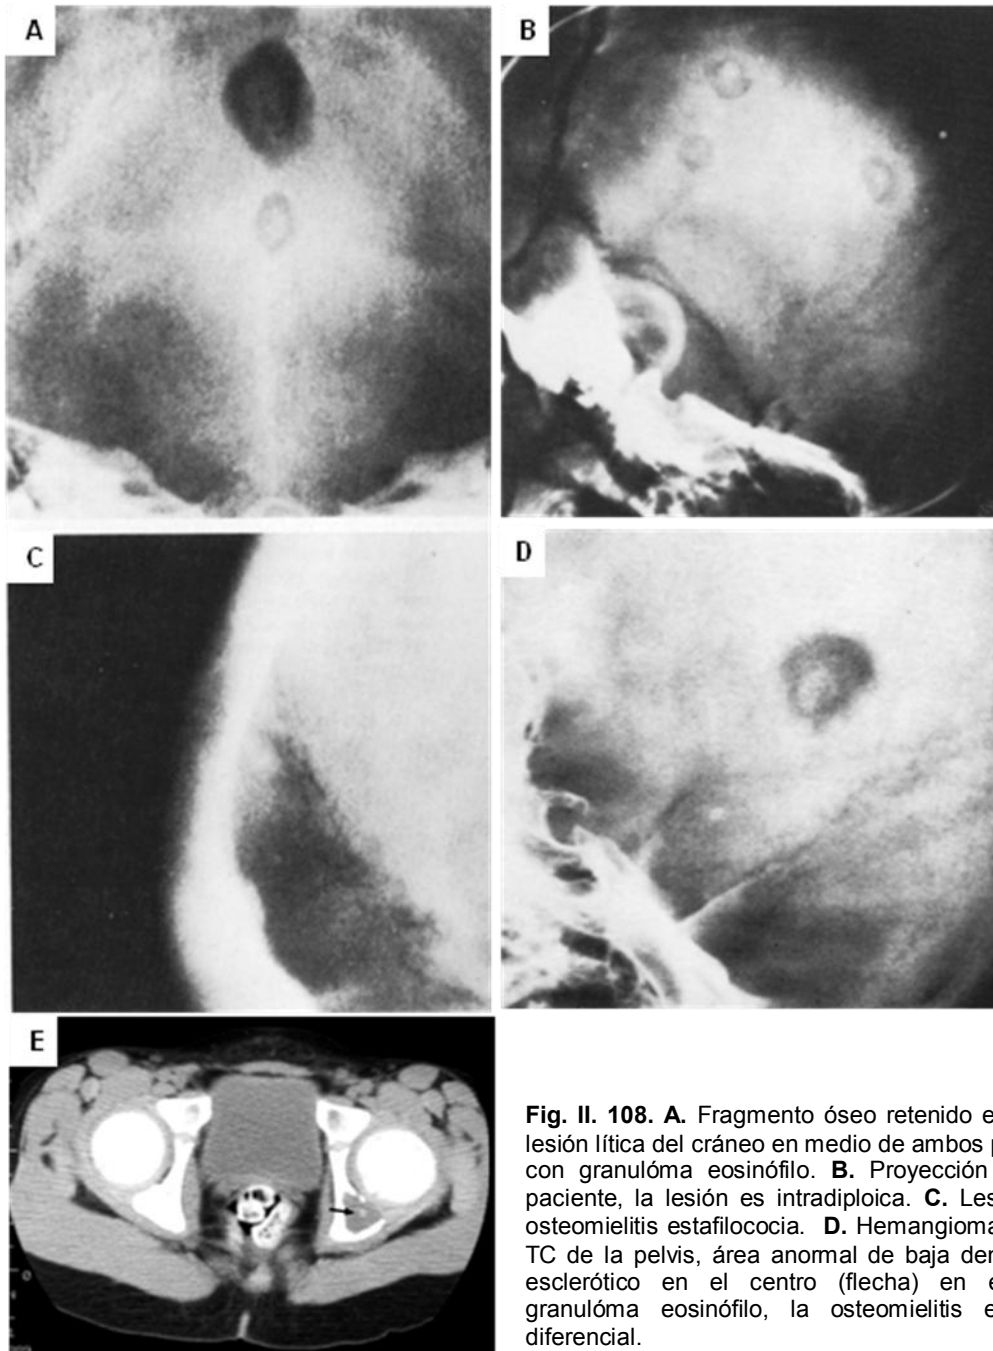 A
B
C
D
E
Fig. II. 108. A. Fragmento óseo retenido e
lesión lítica del cráneo en medio de ambos
con granulóma eosinófilo. B. Proyección
paciente, la lesión es intradiploica. C. Les
osteomielitis estafilococia. D. Hemangioma
TC de la pelvis, área anormal de baja den
esclerótico en el centro (flecha) en e
granulóma eosinófilo, la osteomielitis e
diferencial.